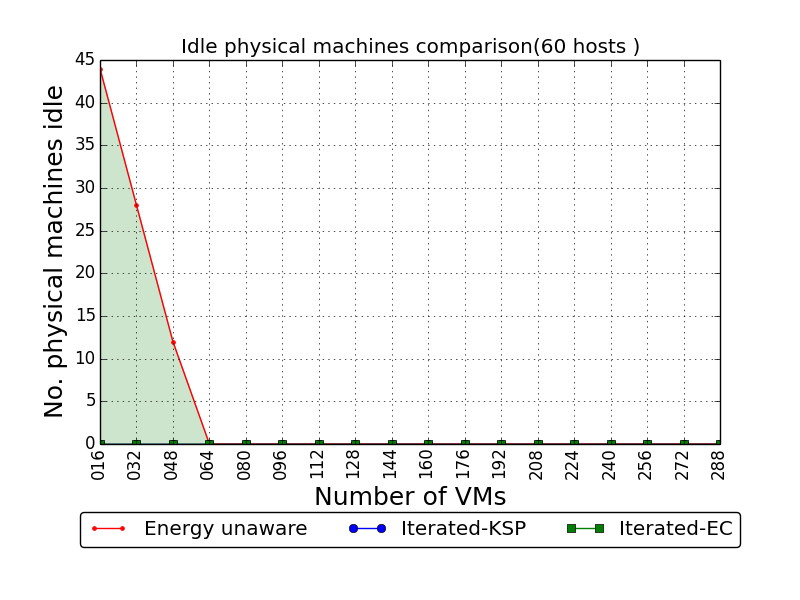 Idle physical machines comparison(60 hosts )
No. physical machines idle
45
40
35
30
25
20
15
10
5
0
016 032 048 064 080 096 112 128 144 160 176 192 208 224 240 256 272 288
Number of VMs
Energy unaware Iterated-KSP Iterated-EC